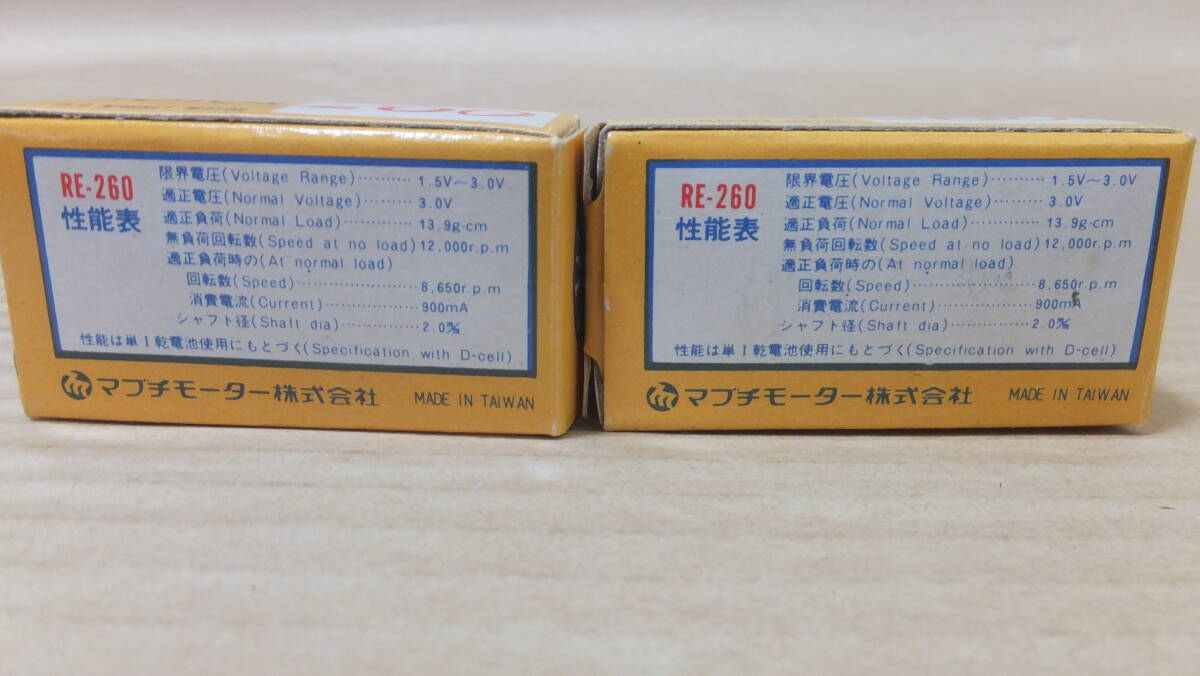 RE-260
性能表
限界電圧(Voltage Range)………1.5V～3.0V
適正電圧(Normal Voltage)………3.0V
適正負荷(Normal Load)…………13.9g-cm
無負荷回転数(Speed at no load)12,000r.p.m
適正負荷時の(At normal load)
回転数(Speed)……………………8,650r.p.m
消費電流(Current)………………900mA
シャフト径(Shaft dia)……………2.0㎜
性能は単1乾電池使用にもとづく(Specification with D-cell)
マブチモーター株式会社 MADE IN TAIWAN
RE-260
性能表
限界電圧(Voltage Range)………1.5V～3.0V
適正電圧(Normal Voltage)………3.0V
適正負荷(Normal Load)…………13.9g-cm
無負荷回転数(Speed at no load)12,000r.p.m
適正負荷時の(At normal load)
回転数(Speed)……………………8,650r.p.m
消費電流(Current)………………900mA
シャフト径(Shaft dia)……………2.0㎜
性能は単1乾電池使用にもとづく(Specification with D-cell)
マブチモーター株式会社 MADE IN TAIWAN